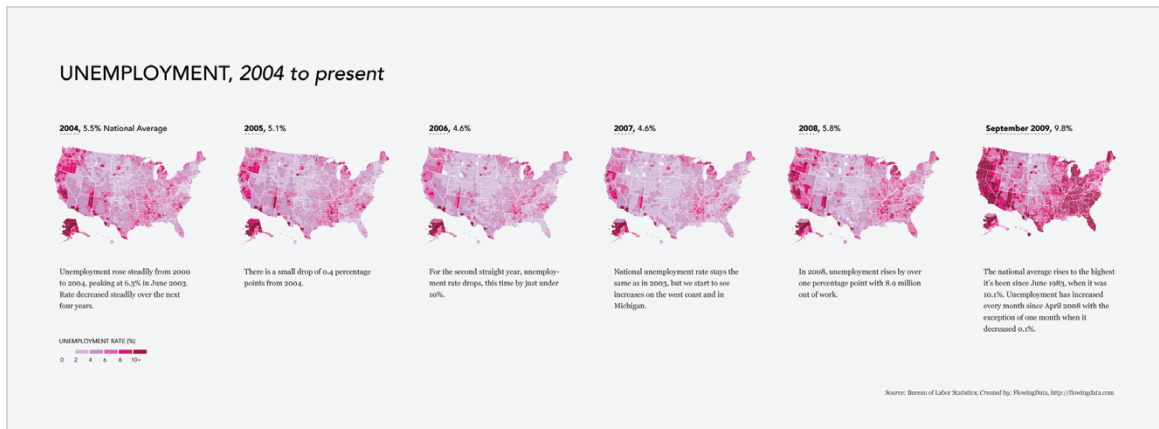 UNEMPLOYMENT, 2004 to present
2004, 5.5% National Average
Unemployment rose steadily from 2000
to 2004, peaking at 6.3% in June 2003.
Rate decreased steadily over the next
four years.
2005, 5.1%
There is a small drop of 0.4 percentage
points from 2004.
2006, 4.6%
For the second straight year, unemploy-
ment rate drops, this time by just under
10%.
2007, 4.6%
National unemployment rate stays the
same as in 2003, but we start to see
increases on the west coast and in
Michigan.
2008, 5.8%
In 2008, unemployment rises by over
one percentage point with 8.9 million
out of work.
September 2009, 9.8%
The national average rises to the highest
it's been since June 1983, when it was
10.1%. Unemployment has increased
every month since April 2008 with the
exception of one month when it
decreased 0.1%.
UNEMPLOYMENT RATE (%)
0 2 4 6 8 10+
Source: Bureau of Labor Statistics; Created by: FlowingData, http://flowingdata.com